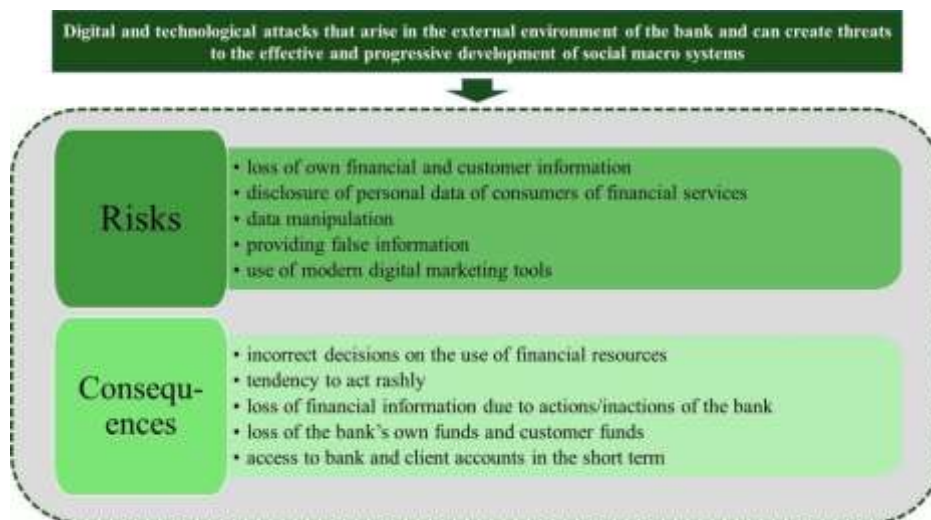 Digital and technological attacks that arise in the external environment of the bank and can create threats
to the effective and progressive development of social macro systems
Risks
• loss of own financial and customer information
• disclosure of personal data of consumers of financial services
• data manipulation
• providing false information
• use of modern digital marketing tools
Consequ-
ences
• incorrect decisions on the use of financial resources
• tendency to act rashly
• loss of financial information due to actions/inactions of the bank
• loss of the bank's own funds and customer funds
• access to bank and client accounts in the short term